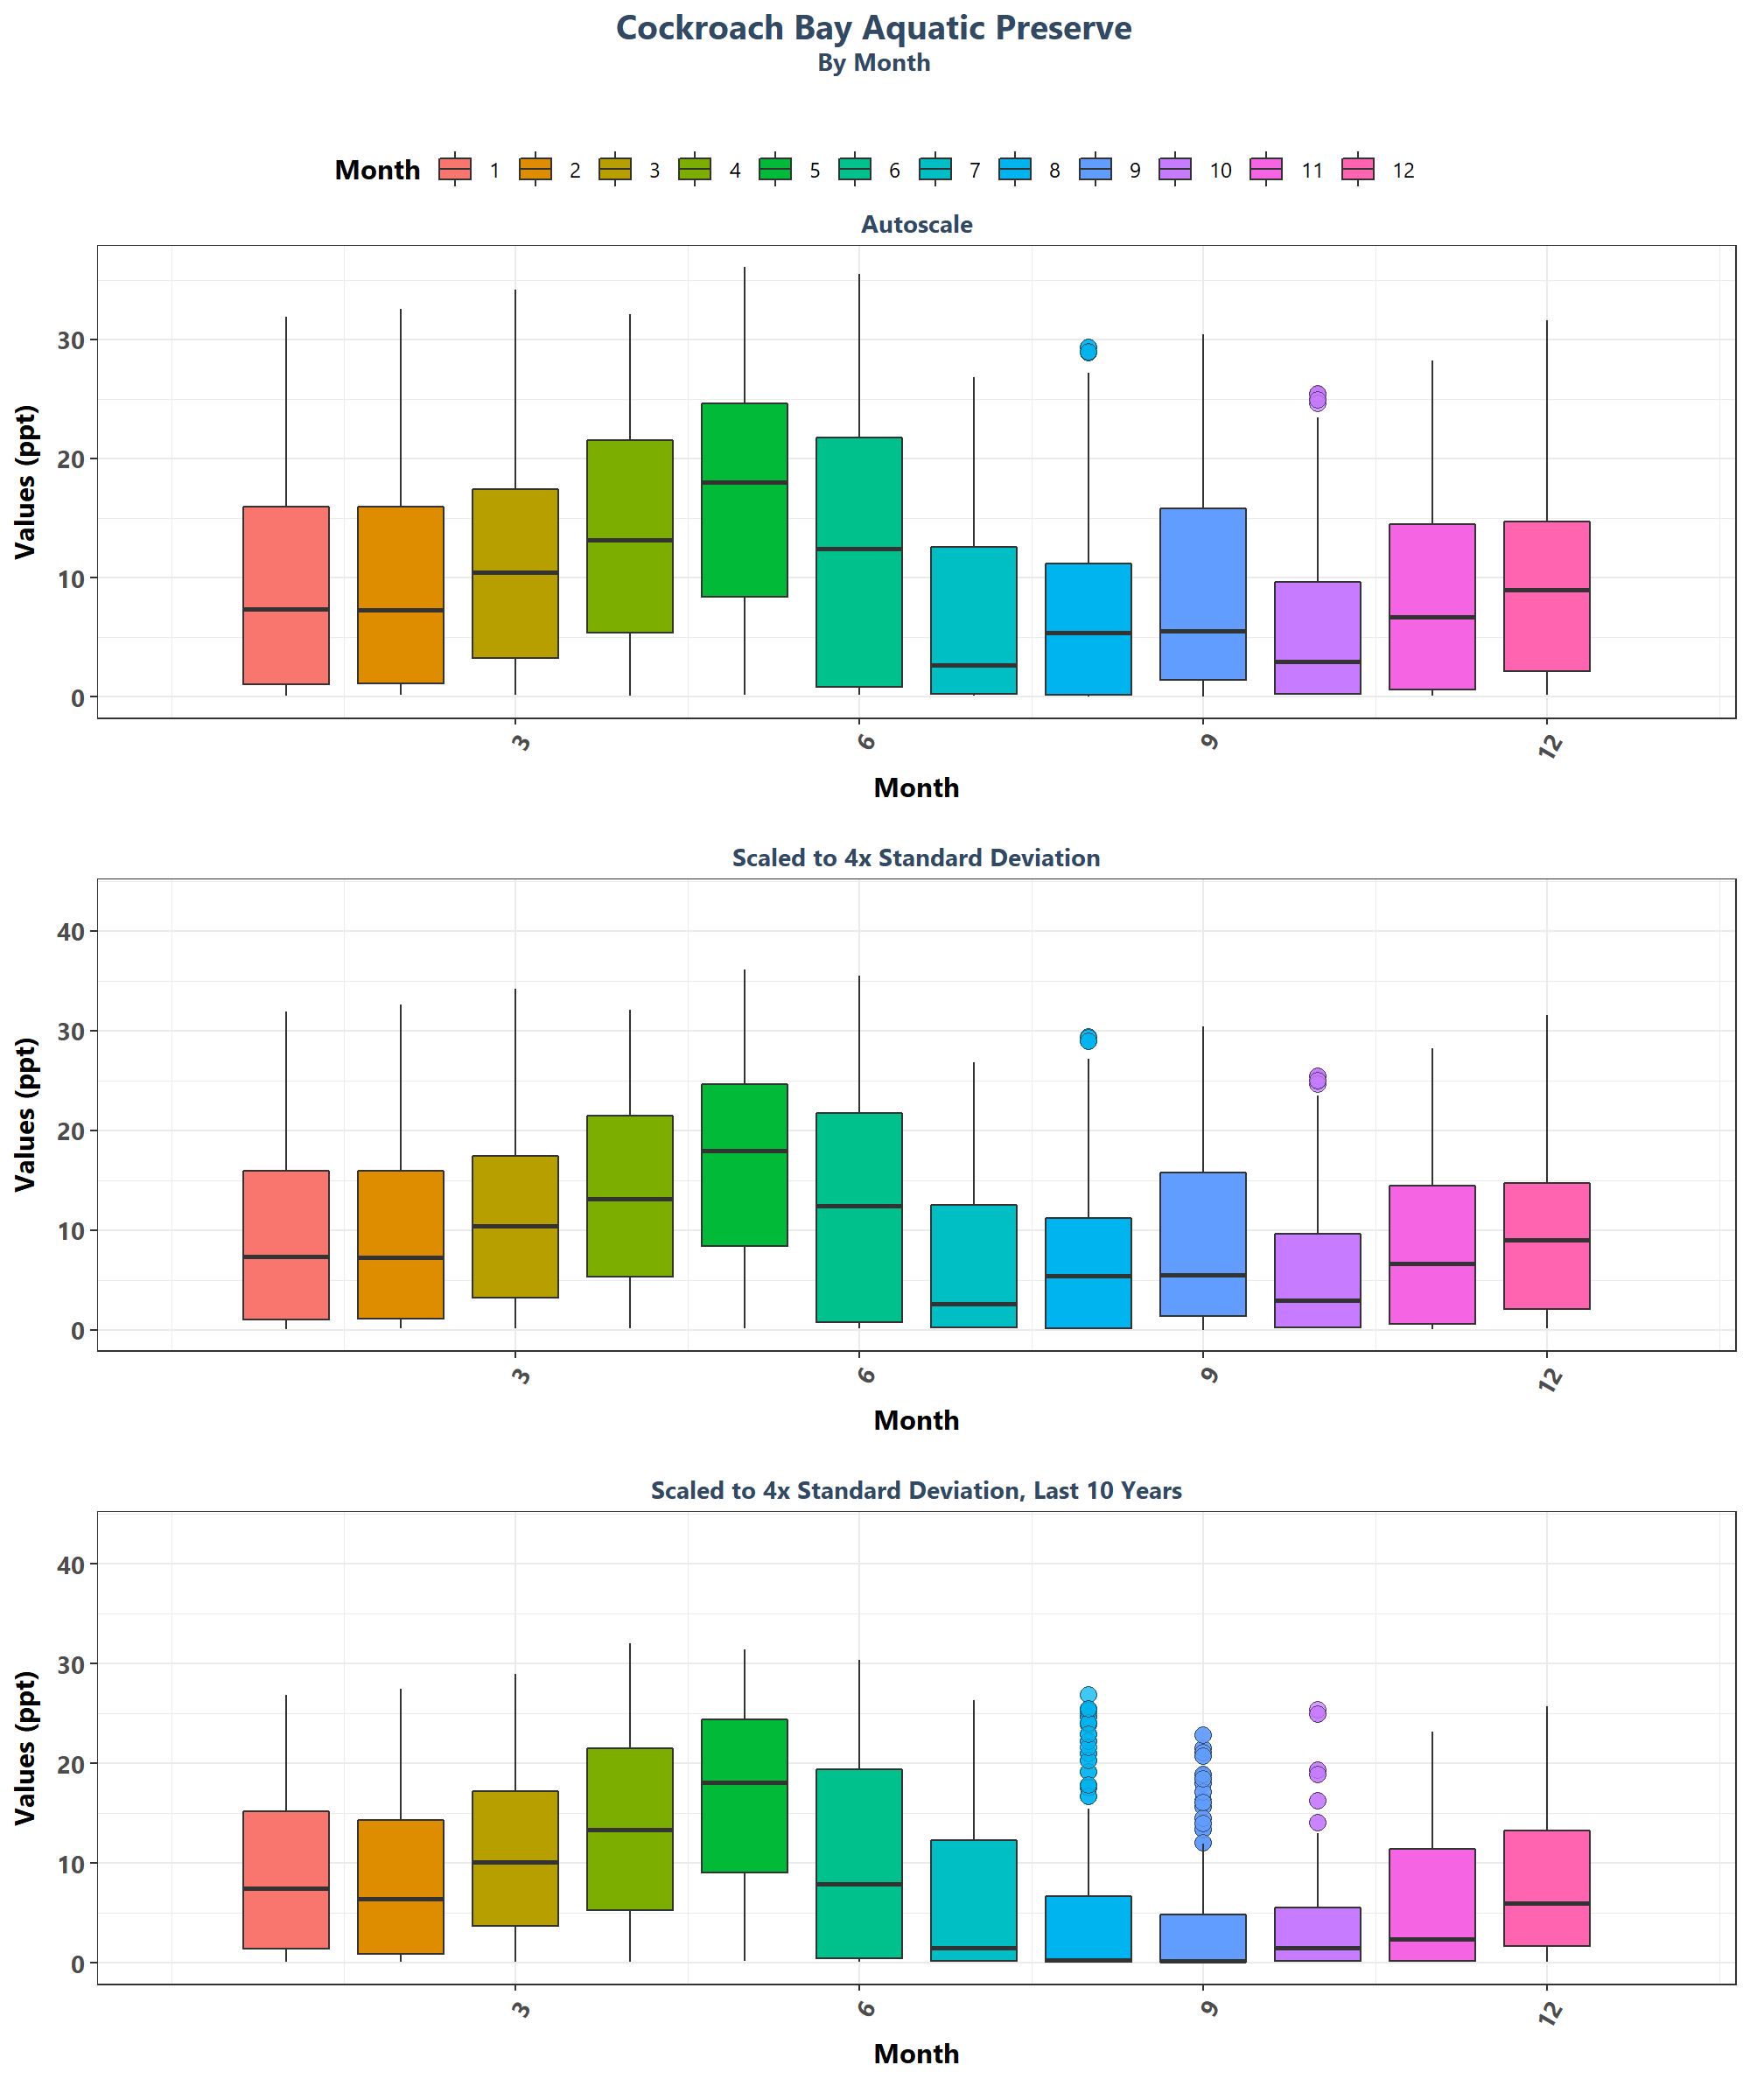 Cockroach Bay Aquatic Preserve
By Month
Month 1 2 3 4 5 6 7 8 9 10 11 12
Autoscale
Values (ppt)
30
20
10
0
3 6 9 12
Month
Scaled to 4x Standard Deviation
Values (ppt)
40
30
20
10
0
3 6 9 12
Month
Scaled to 4x Standard Deviation, Last 10 Years
Values (ppt)
40
30
20
10
0
3 6 9 12
Month